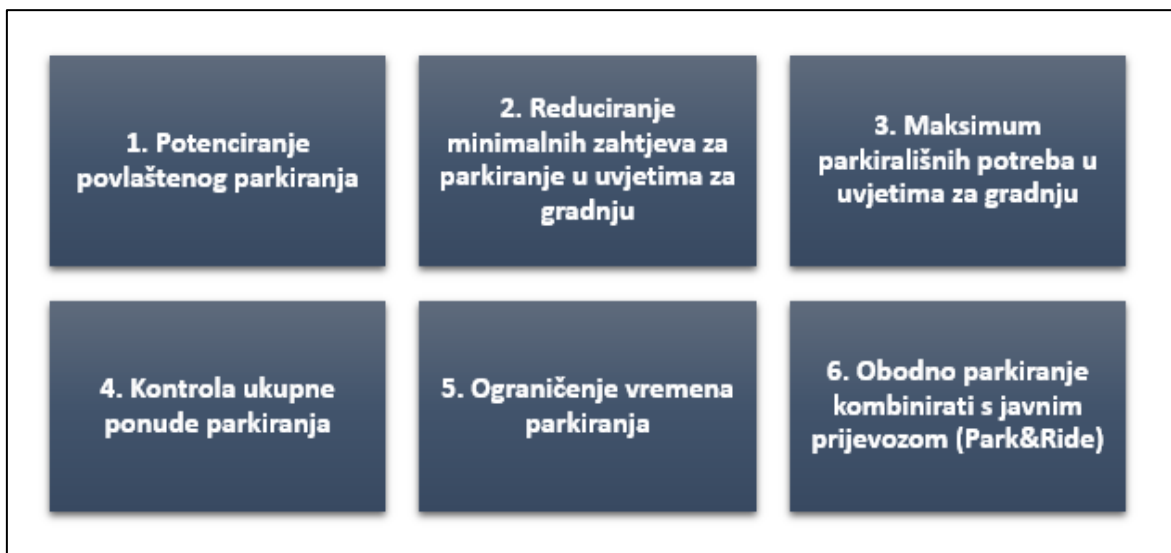 1. Potenciranje
povlaštenog parkiranja
2. Reduciranje
minimalnih zahtjeva za
parkiranje u uvjetima za
gradnju
3. Maksimum
parkirališnih potreba u
uvjetima za gradnju
4. Kontrola ukupne
ponude parkiranja
5. Ograničenje vremena
parkiranja
6. Obodno parkiranje
kombinirati s javnim
prijevozom (Park&Ride)